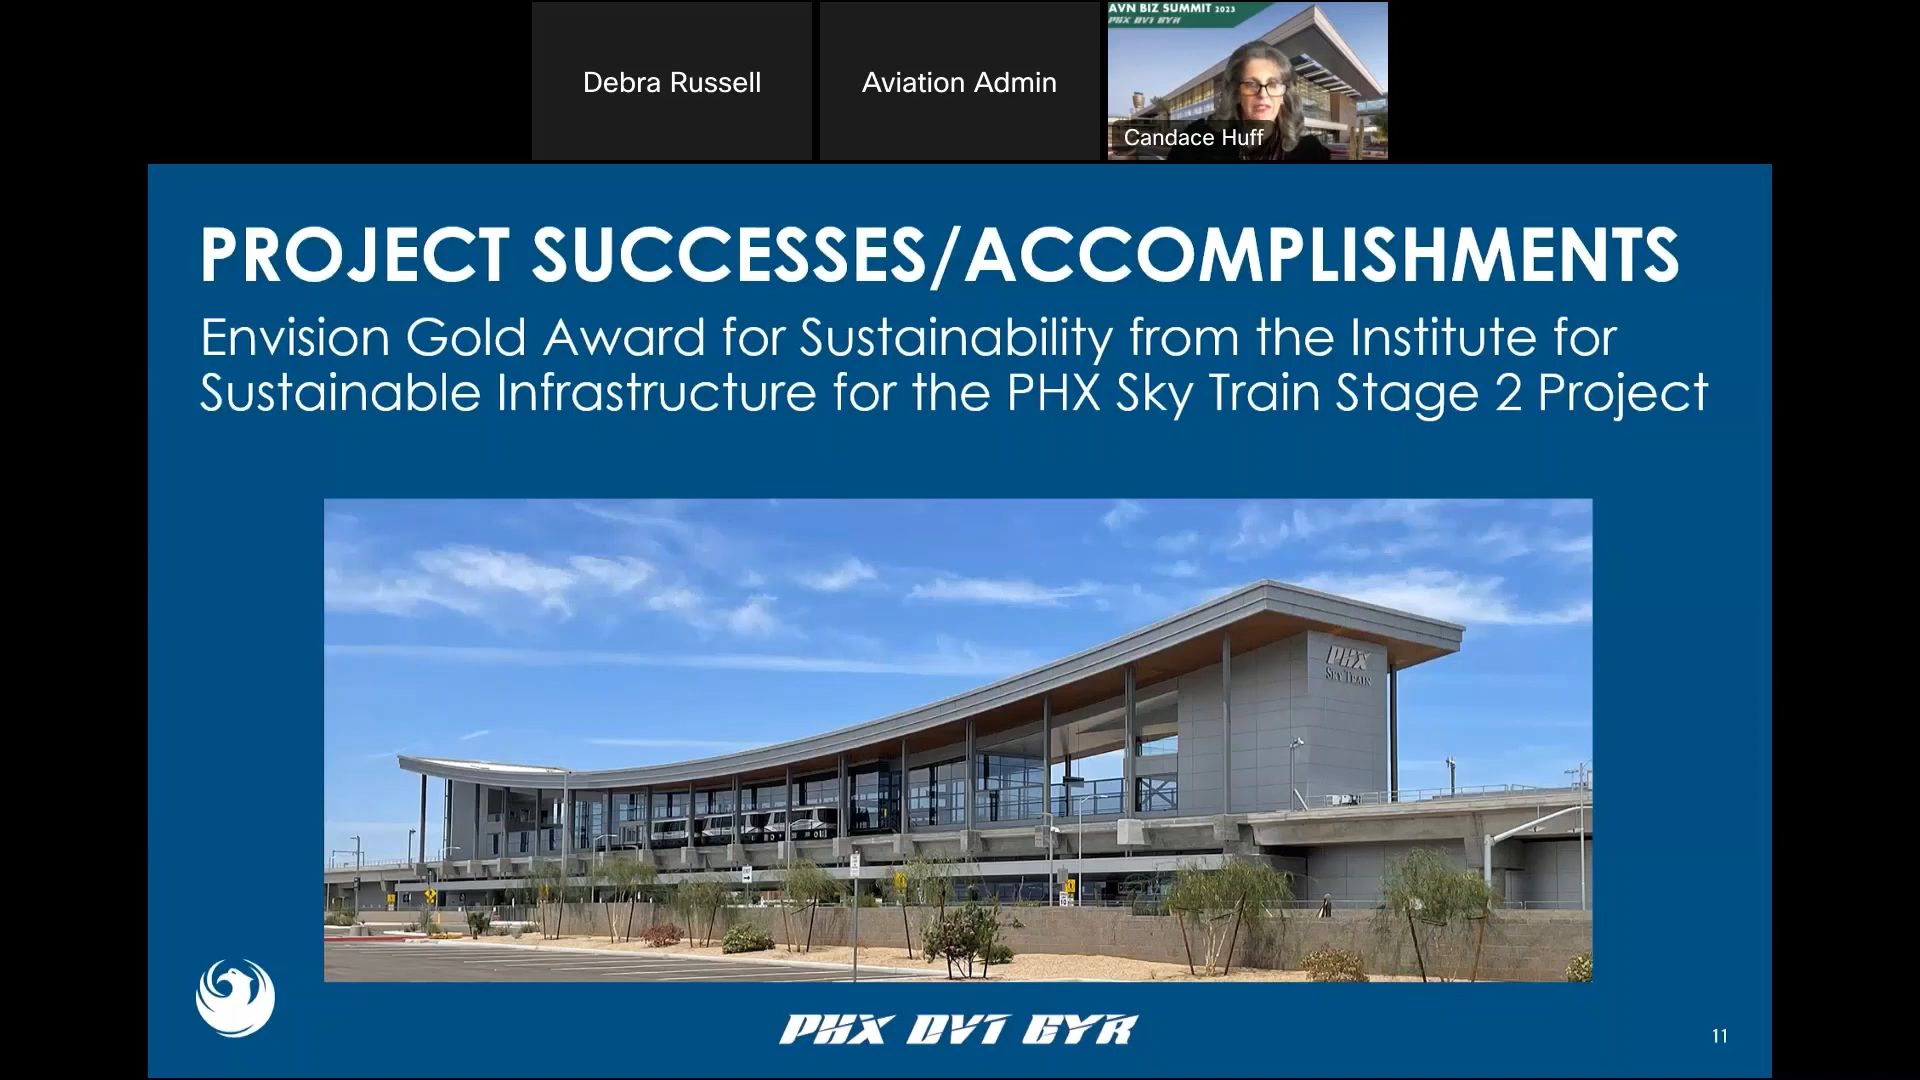 Debra Russell
Aviation Admin
AVN BIZ SUMMIT 2023
PHX DVT GYR
Candace Huff
PROJECT SUCCESSES/ACCOMPLISHMENTS
Envision Gold Award for Sustainability from the Institute for
Sustainable Infrastructure for the PHX Sky Train Stage 2 Project
PHX
SKY TRAIN
PHX DVT GYR
11